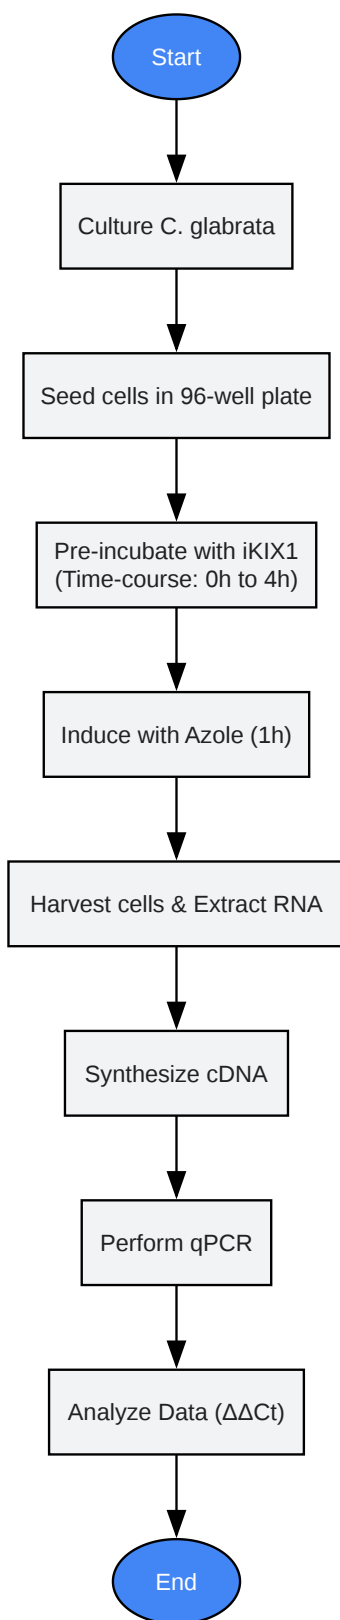 Start
Culture C. glabrata
Seed cells in 96-well plate
Pre-incubate with iKIX1
(Time-course: 0h to 4h)
Induce with Azole (1h)
Harvest cells & Extract RNA
Synthesize cDNA
Perform qPCR
Analyze Data (ΔΔCt)
End